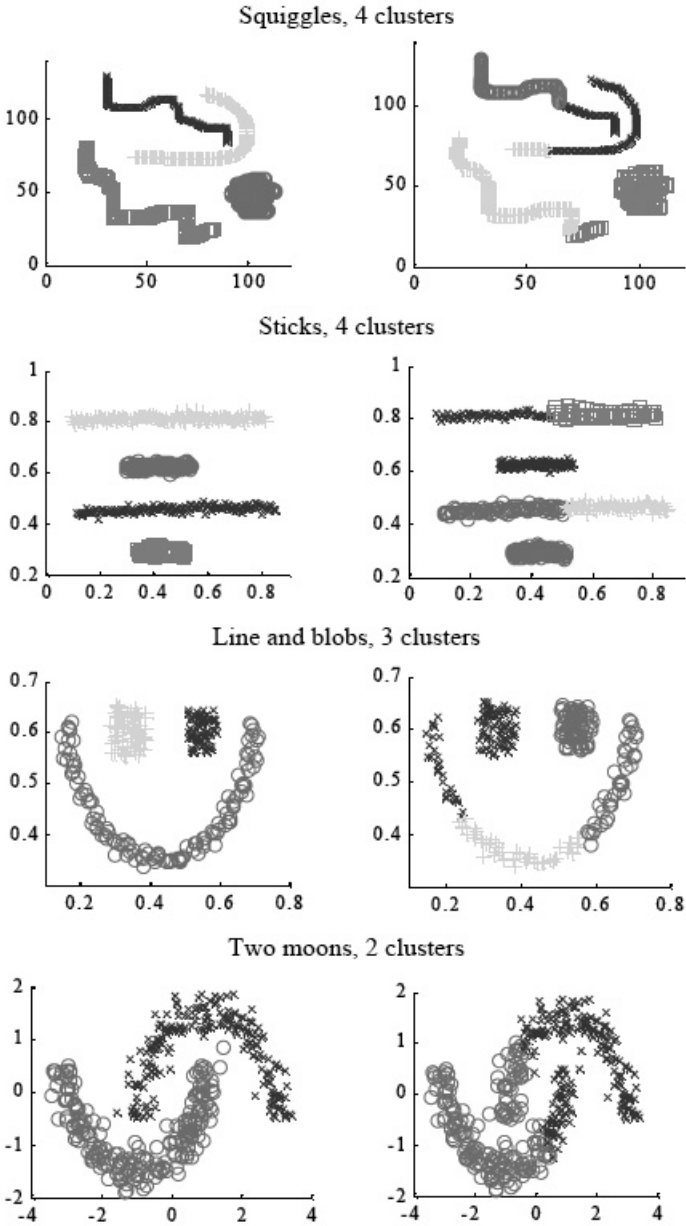 Squiggles, 4 clusters
100
50
0
0 50 100
100
50
0
0 50 100
Sticks, 4 clusters
1
0.8
0.6
0.4
0.2
0 0.2 0.4 0.6 0.8
1
0.8
0.6
0.4
0.2
0 0.2 0.4 0.6 0.8
Line and blobs, 3 clusters
0.7
0.6
0.5
0.4
0.2 0.4 0.6 0.8
0.7
0.6
0.5
0.4
0.2 0.4 0.6 0.8
Two moons, 2 clusters
2
1
0
-1
-2
-4 -2 0 2 4
2
1
0
-1
-2
-4 -2 0 2 4